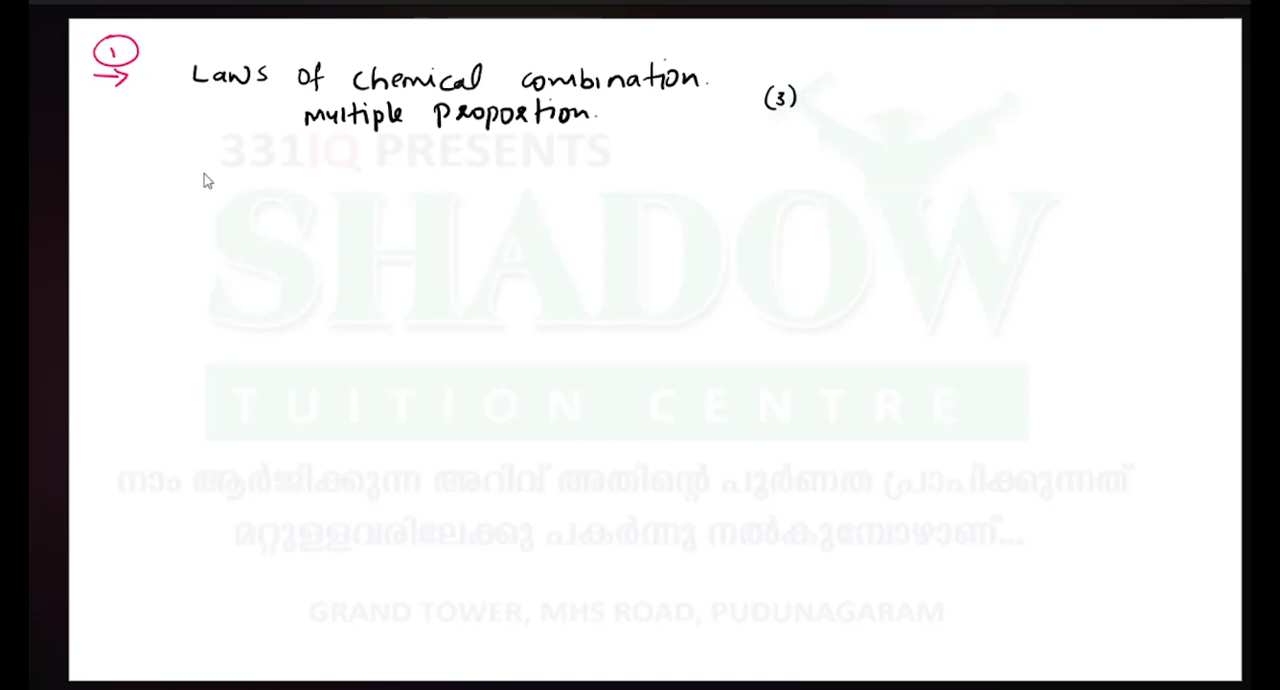 1
Laws of chemical combination.
multiple proportion.
(3)
331IQ PRESENTS
SHADOW
TUITION CENTRE
നാം ആർജിക്കുന്ന അറിവ് അതിന്റെ പൂർണത പ്രാപിക്കുന്നത്
മറ്റുള്ളവരിലേക്കു പകർന്നു നൽകുമ്പോഴാണ്...
GRAND TOWER, MHS ROAD, PUDUNAGARAM